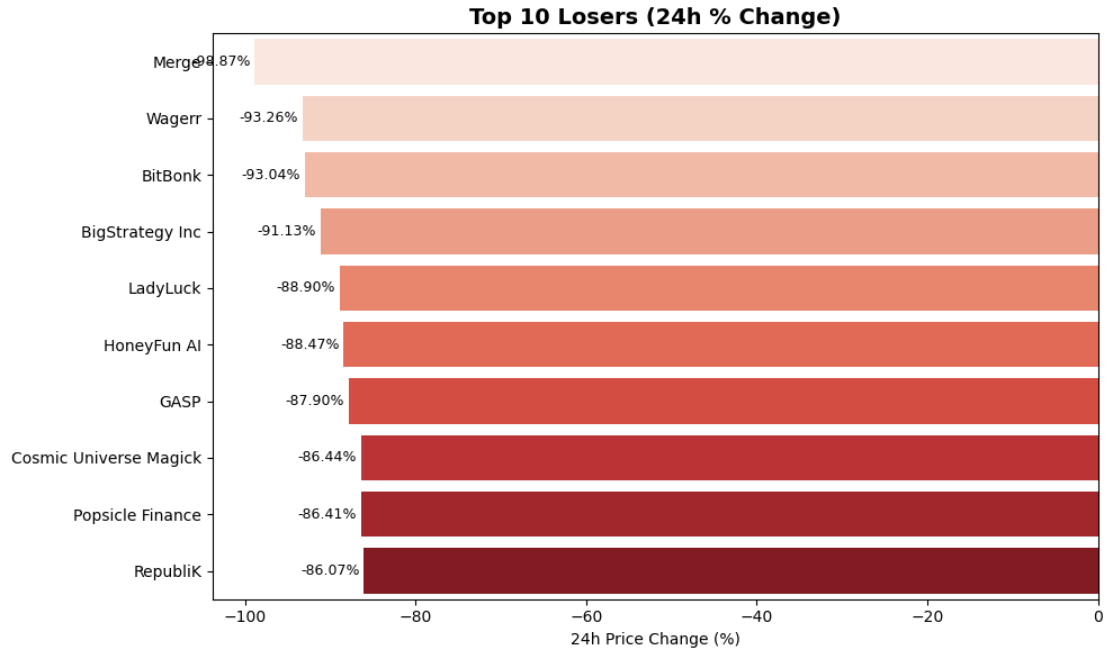 Top 10 Losers (24h % Change)
Merge -98.87%
Wagerr -93.26%
BitBonk -93.04%
BigStrategy Inc -91.13%
LadyLuck -88.90%
HoneyFun AI -88.47%
GASP -87.90%
Cosmic Universe Magick -86.44%
Popsicle Finance -86.41%
RepubliK -86.07%
−100 −80 −60 −40 −20 0
24h Price Change (%)